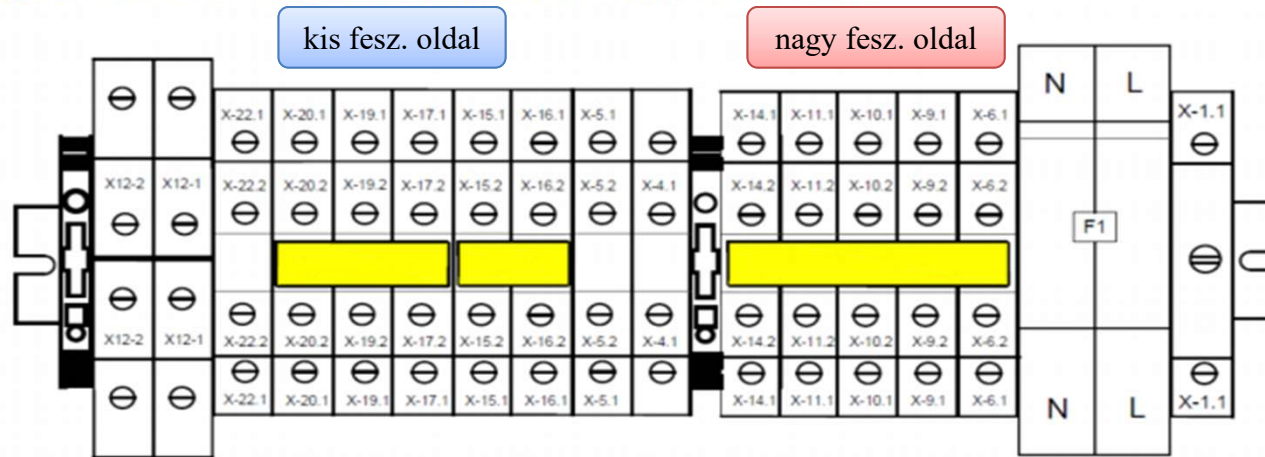 kis fesz. oldal nagy fesz. oldal
N L
X-22.1 X-20.1 X-19.1 X-17.1 X-15.1 X-16.1 X-5.1 X-14.1 X-11.1 X-10.1 X-9.1 X-6.1 X-1.1
X12-2 X12-1 X-22.2 X-20.2 X-19.2 X-17.2 X-15.2 X-16.2 X-5.2 X-4.1 X-14.2 X-11.2 X-10.2 X-9.2 X-6.2
F1
X12-2 X12-1 X-22.2 X-20.2 X-19.2 X-17.2 X-15.2 X-16.2 X-5.2 X-4.1 X-14.2 X-11.2 X-10.2 X-9.2 X-6.2
X-22.1 X-20.1 X-19.1 X-17.1 X-15.1 X-16.1 X-5.1 X-14.1 X-11.1 X-10.1 X-9.1 X-6.1 N L X-1.1